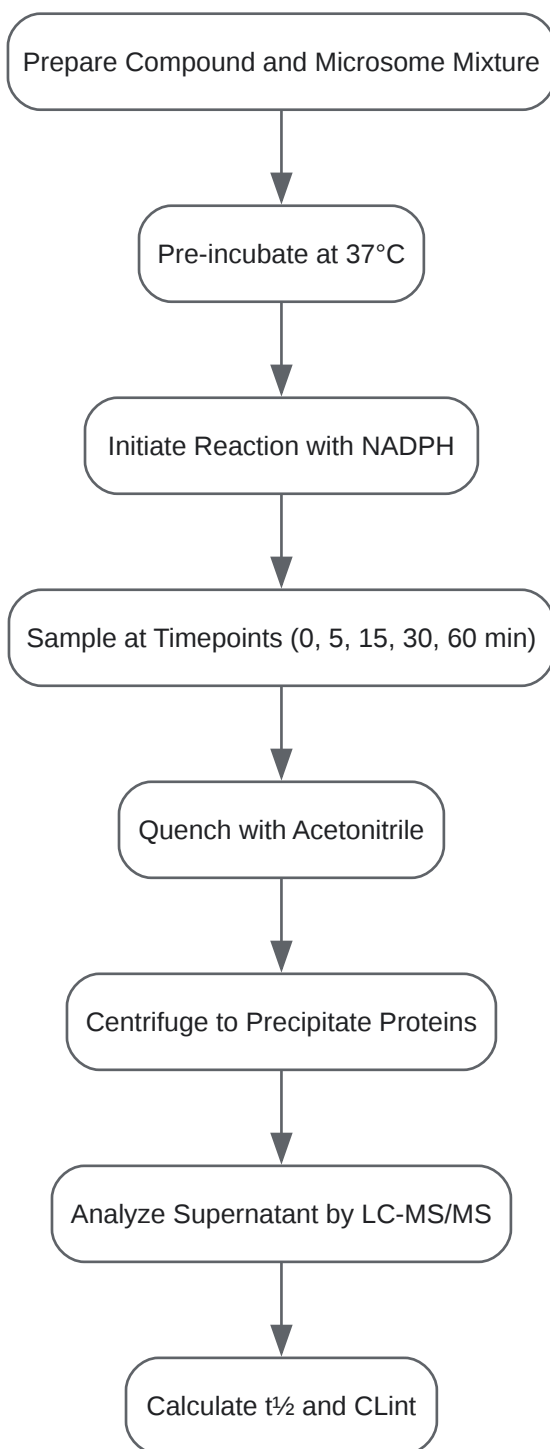 Prepare Compound and Microsome Mixture
Pre-incubate at 37°C
Initiate Reaction with NADPH
Sample at Timepoints (0, 5, 15, 30, 60 min)
Quench with Acetonitrile
Centrifuge to Precipitate Proteins
Analyze Supernatant by LC-MS/MS
Calculate t½ and CLint